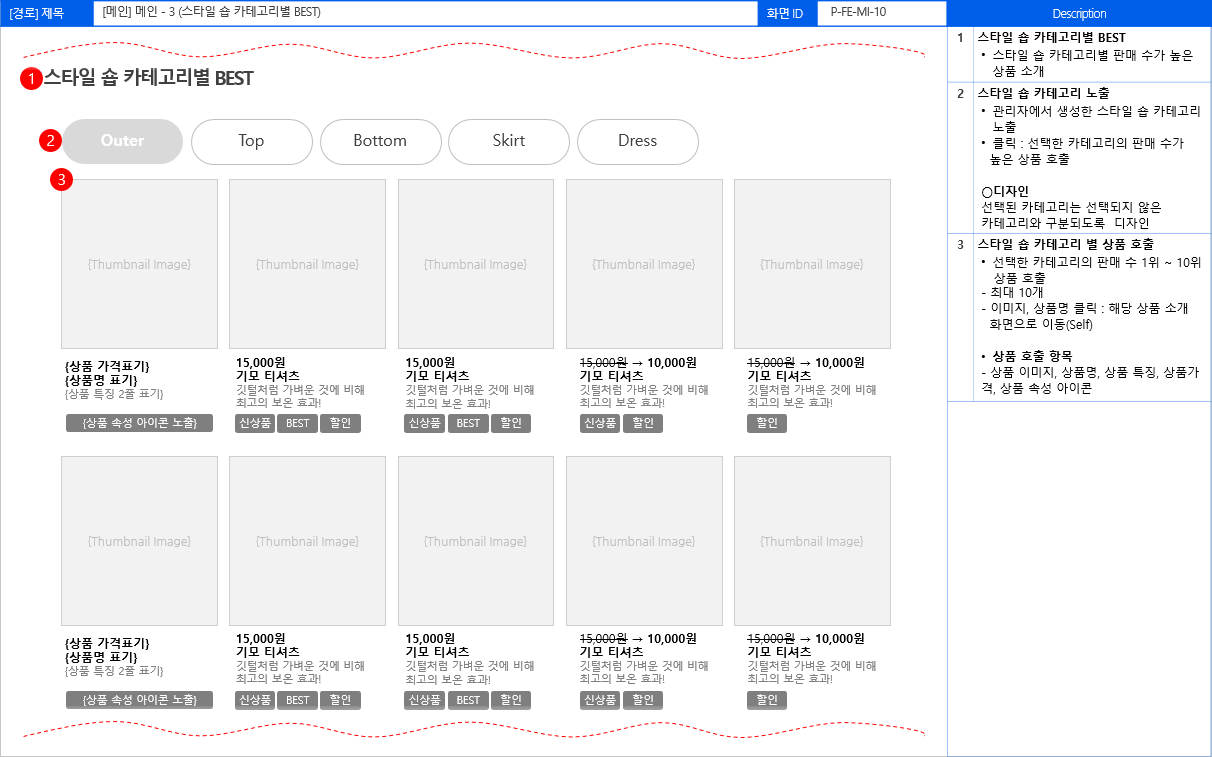 [경로] 제목
[메인] 메인 - 3 (스타일 숍 카테고리별 BEST)
화면 ID
P-FE-MI-10
Description
1 스타일 숍 카테고리별 BEST
2 Outer Top Bottom Skirt Dress
3
{Thumbnail Image} {Thumbnail Image} {Thumbnail Image} {Thumbnail Image} {Thumbnail Image}
{상품 가격표기} 15,000원 15,000원 15,000원 → 10,000원 15,000원 → 10,000원
{상품명 표기} 기모 티셔츠 기모 티셔츠 기모 티셔츠 기모 티셔츠
{상품 특징 2줄 표기} 깃털처럼 가벼운 것에 비해 깃털처럼 가벼운 것에 비해 깃털처럼 가벼운 것에 비해 깃털처럼 가벼운 것에 비해
최고의 보온 효과! 최고의 보온 효과! 최고의 보온 효과! 최고의 보온 효과!
{상품 속성 아이콘 노출} 신상품 BEST 할인 신상품 BEST 할인 신상품 할인 할인
{Thumbnail Image} {Thumbnail Image} {Thumbnail Image} {Thumbnail Image} {Thumbnail Image}
{상품 가격표기} 15,000원 15,000원 15,000원 → 10,000원 15,000원 → 10,000원
{상품명 표기} 기모 티셔츠 기모 티셔츠 기모 티셔츠 기모 티셔츠
{상품 특징 2줄 표기} 깃털처럼 가벼운 것에 비해 깃털처럼 가벼운 것에 비해 깃털처럼 가벼운 것에 비해 깃털처럼 가벼운 것에 비해
최고의 보온 효과! 최고의 보온 효과! 최고의 보온 효과! 최고의 보온 효과!
{상품 속성 아이콘 노출} 신상품 BEST 할인 신상품 BEST 할인 신상품 할인 할인
1 스타일 숍 카테고리별 BEST
• 스타일 숍 카테고리별 판매 수가 높은
상품 소개
2 스타일 숍 카테고리 노출
• 관리자에서 생성한 스타일 숍 카테고리
노출
• 클릭 : 선택한 카테고리의 판매 수가
높은 상품 호출
○디자인
선택된 카테고리는 선택되지 않은
카테고리와 구분되도록 디자인
3 스타일 숍 카테고리 별 상품 호출
• 선택한 카테고리의 판매 수 1위 ~ 10위
상품 호출
- 최대 10개
- 이미지, 상품명 클릭 : 해당 상품 소개
화면으로 이동(Self)
• 상품 호출 항목
- 상품 이미지, 상품명, 상품 특징, 상품가
격, 상품 속성 아이콘